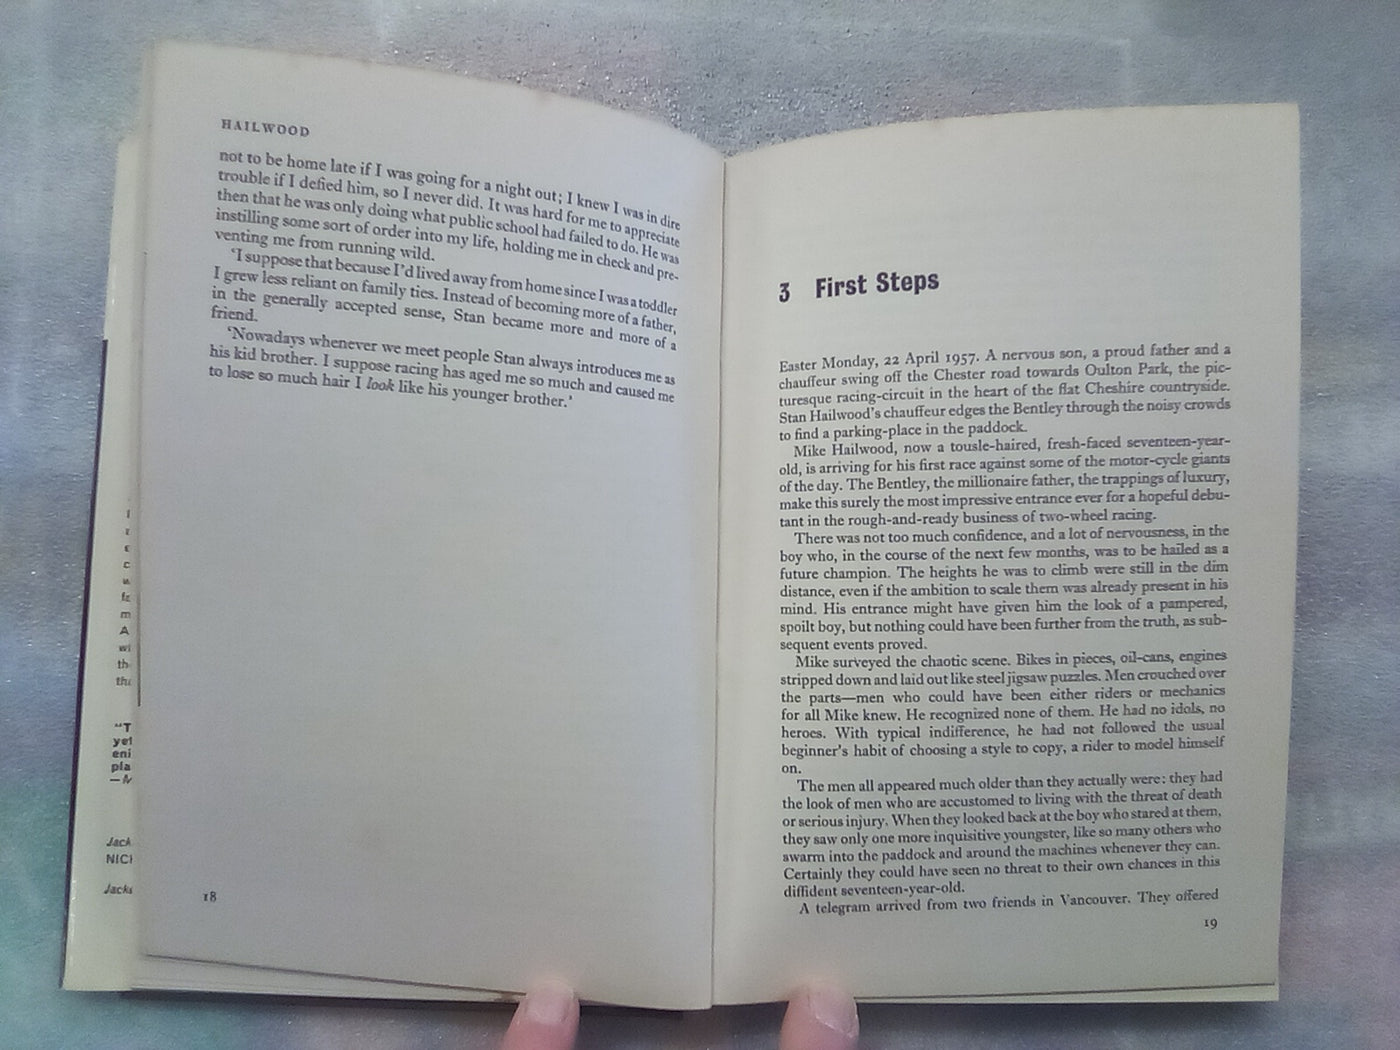 HAILWOOD
not to be home late if I was going for a night out; I knew I was in dire
trouble if I defied him, so I never did. It was hard for me to appreciate
then that he was only doing what public school had failed to do. He was
instilling some sort of order into my life, holding me in check and pre-
venting me from running wild.
‘I suppose that because I’d lived away from home since I was a toddler
I grew less reliant on family ties. Instead of becoming more of a father,
in the generally accepted sense, Stan became more and more of a
friend.
‘Nowadays whenever we meet people Stan always introduces me as
his kid brother. I suppose racing has aged me so much and caused me
to lose so much hair I look like his younger brother.’
18
“T
yet
eni
pla
Jack
NICH
Jacks
3 First Steps
Easter Monday, 22 April 1957. A nervous son, a proud father and a
chauffeur swing off the Chester road towards Oulton Park, the pic-
turesque racing-circuit in the heart of the flat Cheshire countryside.
Stan Hailwood’s chauffeur edges the Bentley through the noisy crowds
to find a parking-place in the paddock.
Mike Hailwood, now a tousle-haired, fresh-faced seventeen-year-
old, is arriving for his first race against some of the motor-cycle giants
of the day. The Bentley, the millionaire father, the trappings of luxury,
make this surely the most impressive entrance ever for a hopeful debu-
tant in the rough-and-ready business of two-wheel racing.
There was not too much confidence, and a lot of nervousness, in the
boy who, in the course of the next few months, was to be hailed as a
future champion. The heights he was to climb were still in the dim
distance, even if the ambition to scale them was already present in his
mind. His entrance might have given him the look of a pampered,
spoilt boy, but nothing could have been further from the truth, as sub-
sequent events proved.
Mike surveyed the chaotic scene. Bikes in pieces, oil-cans, engines
stripped down and laid out like steel jigsaw puzzles. Men crouched over
the parts—men who could have been either riders or mechanics
for all Mike knew. He recognized none of them. He had no idols, no
heroes. With typical indifference, he had not followed the usual
beginner’s habit of choosing a style to copy, a rider to model himself
on.
The men all appeared much older than they actually were: they had
the look of men who are accustomed to living with the threat of death
or serious injury. When they looked back at the boy who stared at them,
they saw only one more inquisitive youngster, like so many others who
swarm into the paddock and around the machines whenever they can.
Certainly they could have seen no threat to their own chances in this
diffident seventeen-year-old.
A telegram arrived from two friends in Vancouver. They offered
19